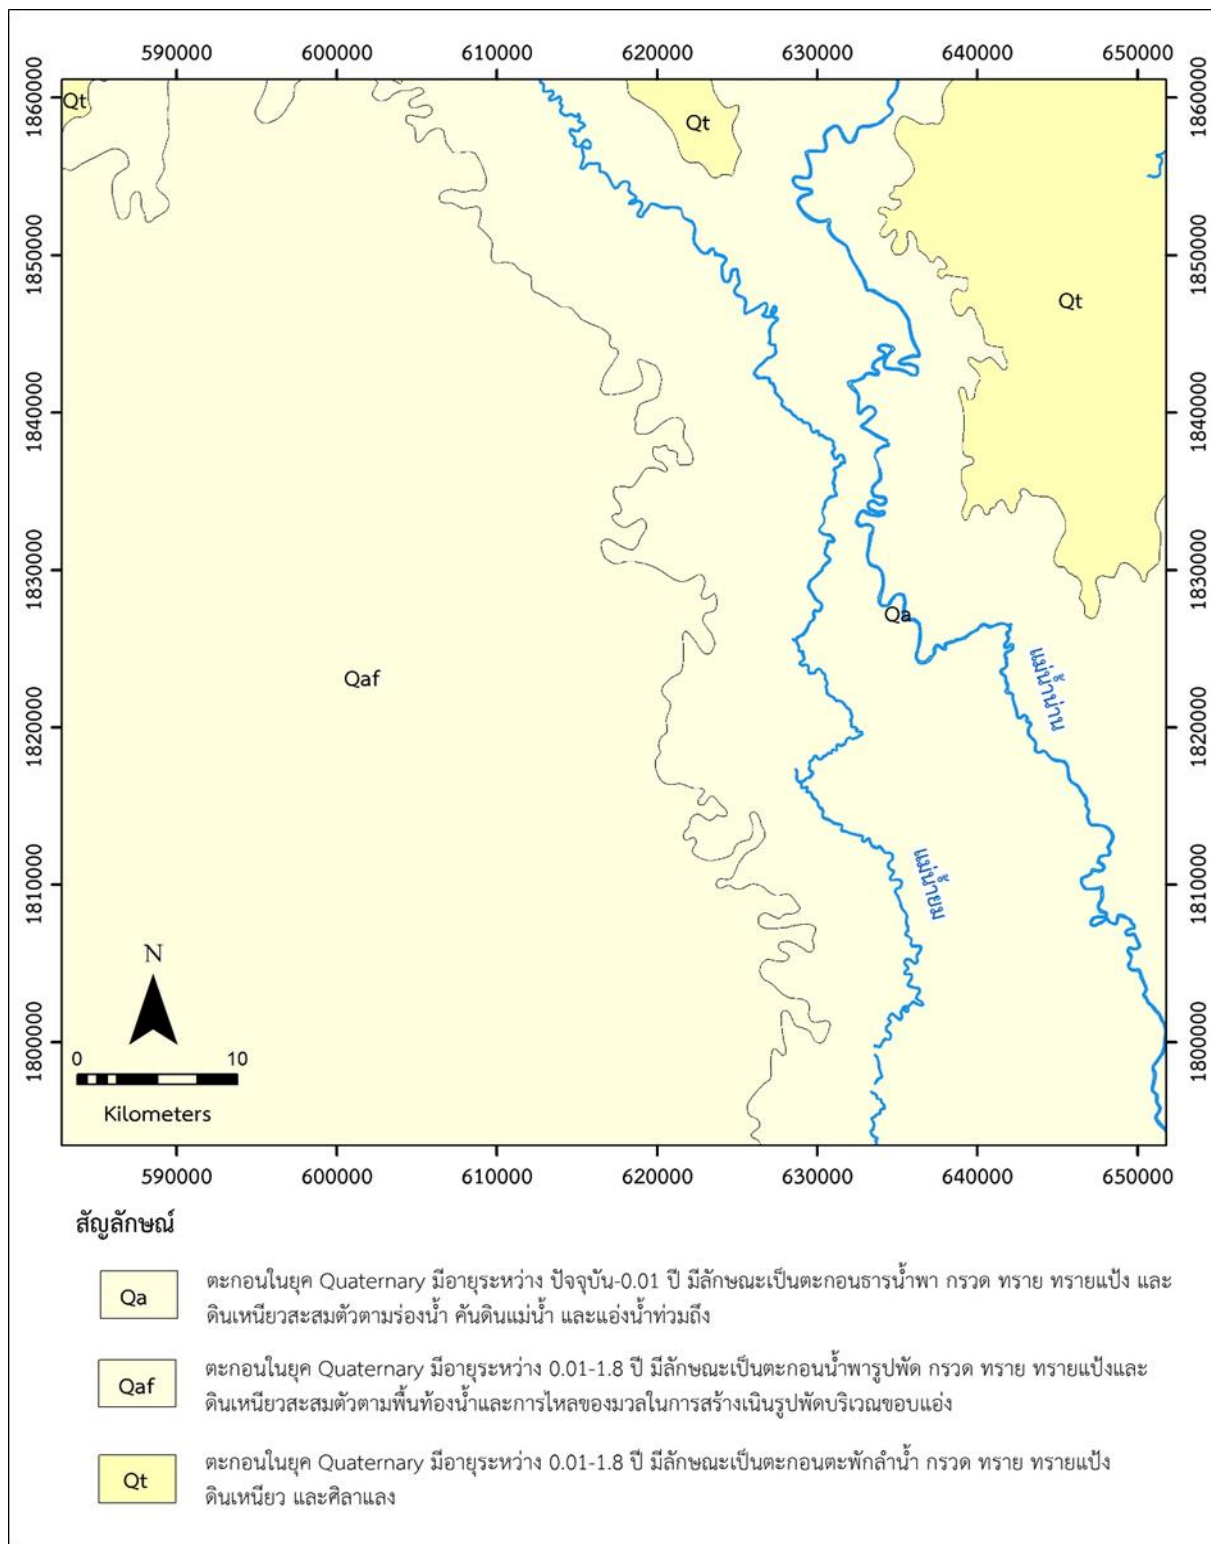 590000 600000 610000 620000 630000 640000 650000
1860000 1860000
Qt
Qt
1850000 1850000
Qt
1840000 1840000
1830000 1830000
Qa
แม่น้ำน่าน
Qaf
1820000 1820000
แม่น้ำยม
1810000 1810000
N
1800000 1800000
0 10
Kilometers
590000 600000 610000 620000 630000 640000 650000
สัญลักษณ์
Qa
ตะกอนในยุค Quaternary มีอายุระหว่าง ปัจจุบัน-0.01 ปี มีลักษณะเป็นตะกอนธารน้ำพา กรวด ทราย ทรายแป้ง และ
ดินเหนียวสะสมตัวตามร่องน้ำ คันดินแม่น้ำ และแอ่งน้ำท่วมถึง
Qaf
ตะกอนในยุค Quaternary มีอายุระหว่าง 0.01-1.8 ปี มีลักษณะเป็นตะกอนน้ำพารูปพัด กรวด ทราย ทรายแป้งและ
ดินเหนียวสะสมตัวตามพื้นท้องน้ำและการไหลของมวลในการสร้างเนินรูปพัดบริเวณขอบแอ่ง
Qt
ตะกอนในยุค Quaternary มีอายุระหว่าง 0.01-1.8 ปี มีลักษณะเป็นตะกอนตะพักลำน้ำ กรวด ทราย ทรายแป้ง
ดินเหนียว และศิลาแลง